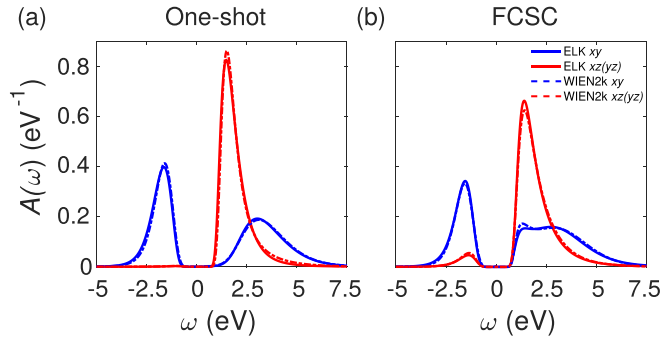 (a) One-shot
(b) FCSC
A(ω) (eV⁻¹)
0.8
0.6
0.4
0.2
0
-5 -2.5 0 2.5 5 7.5
ω (eV)
ELK xy
ELK xz(yz)
WIEN2k xy
WIEN2k xz(yz)
-5 -2.5 0 2.5 5 7.5
ω (eV)